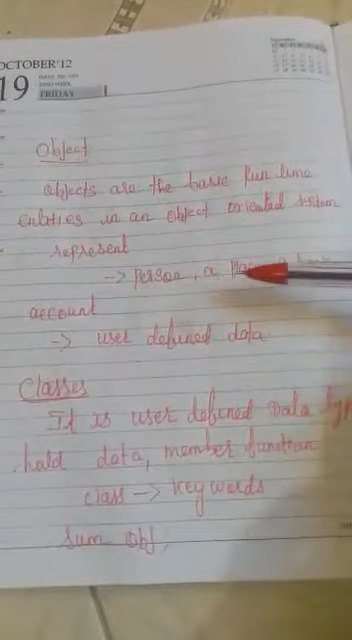 OCTOBER'12
19
FRIDAY
Object
Objects are the basic run time
entities in an object oriented system
represent
-> Person, a
account
-> user defined data
Classes
It is user defined data
hold data, member function
class -> keywords
sum obj,